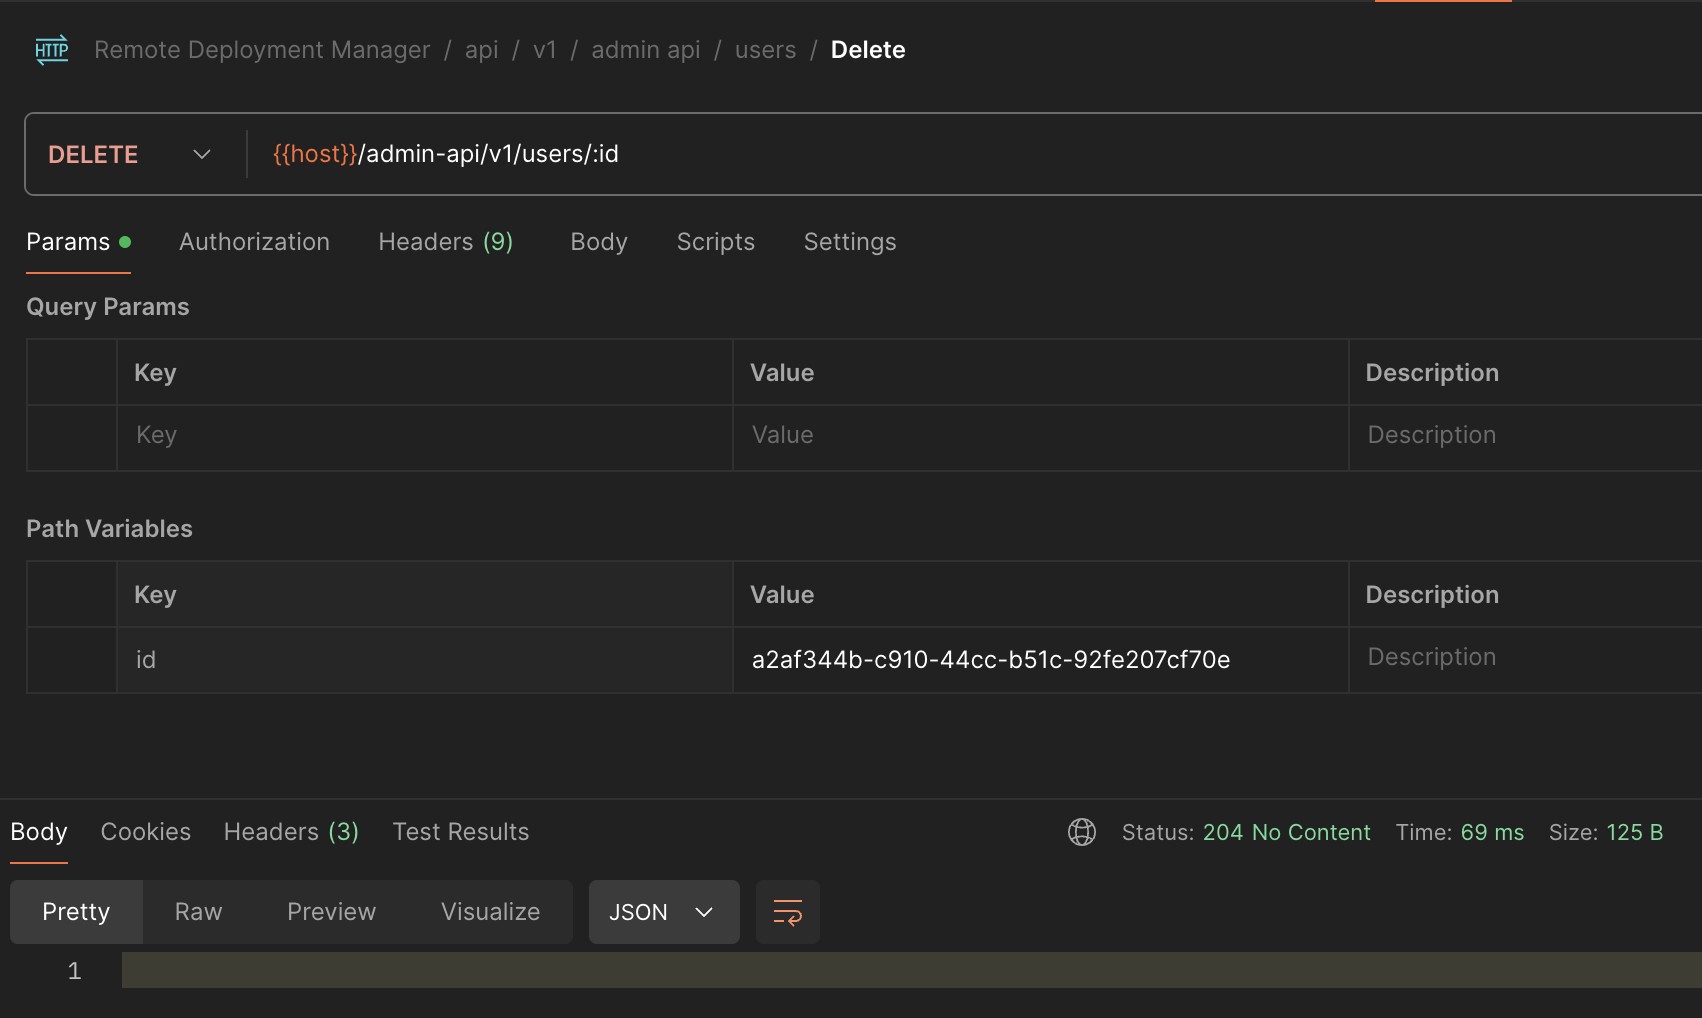 HTTP Remote Deployment Manager / api / v1 / admin api / users / Delete
DELETE {{host}}/admin-api/v1/users/:id
Params Authorization Headers (9) Body Scripts Settings
Query Params
Key Value Description
Key Value Description
Path Variables
Key Value Description
id a2af344b-c910-44cc-b51c-92fe207cf70e Description
Body Cookies Headers (3) Test Results Status: 204 No Content Time: 69 ms Size: 125 B
Pretty Raw Preview Visualize JSON
1